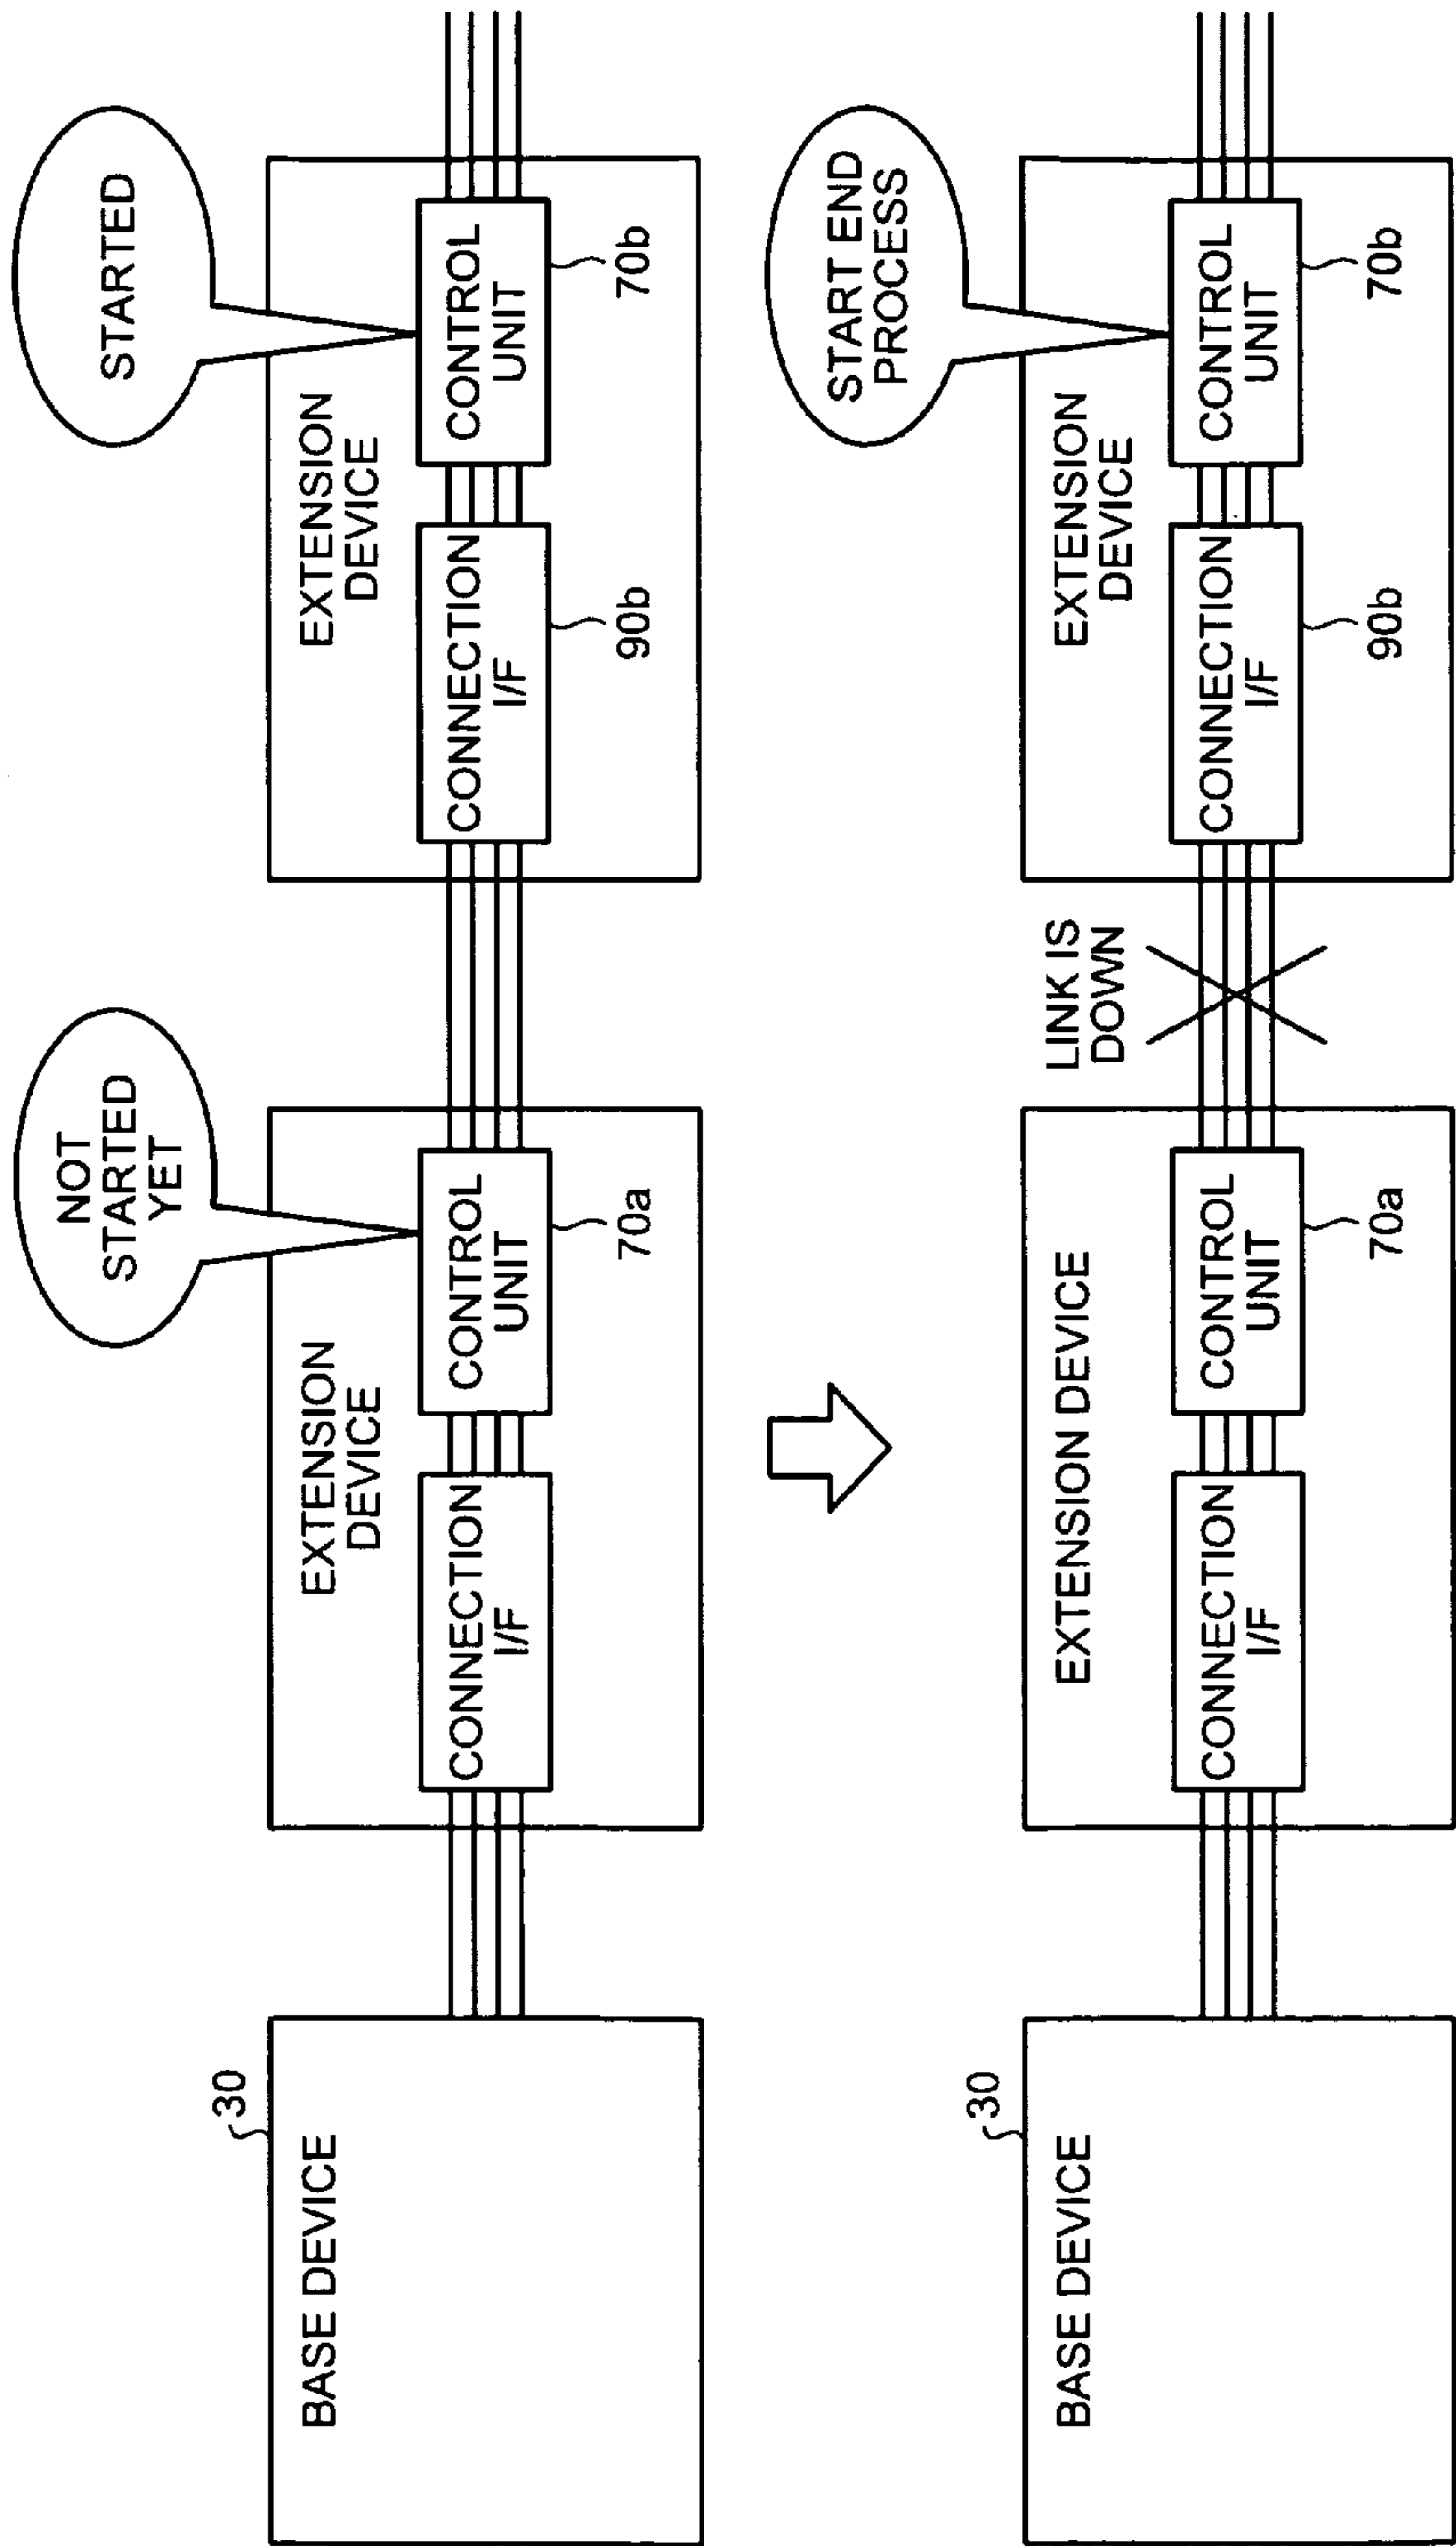 30
BASE DEVICE
EXTENSION
DEVICE
CONNECTION
I/F
CONTROL
UNIT
70a
NOT
STARTED
YET
EXTENSION
DEVICE
CONNECTION
I/F
90b
CONTROL
UNIT
70b
STARTED
30
BASE DEVICE
EXTENSION DEVICE
CONNECTION
I/F
CONTROL
UNIT
70a
LINK IS
DOWN
EXTENSION
DEVICE
CONNECTION
I/F
90b
CONTROL
UNIT
70b
START END
PROCESS